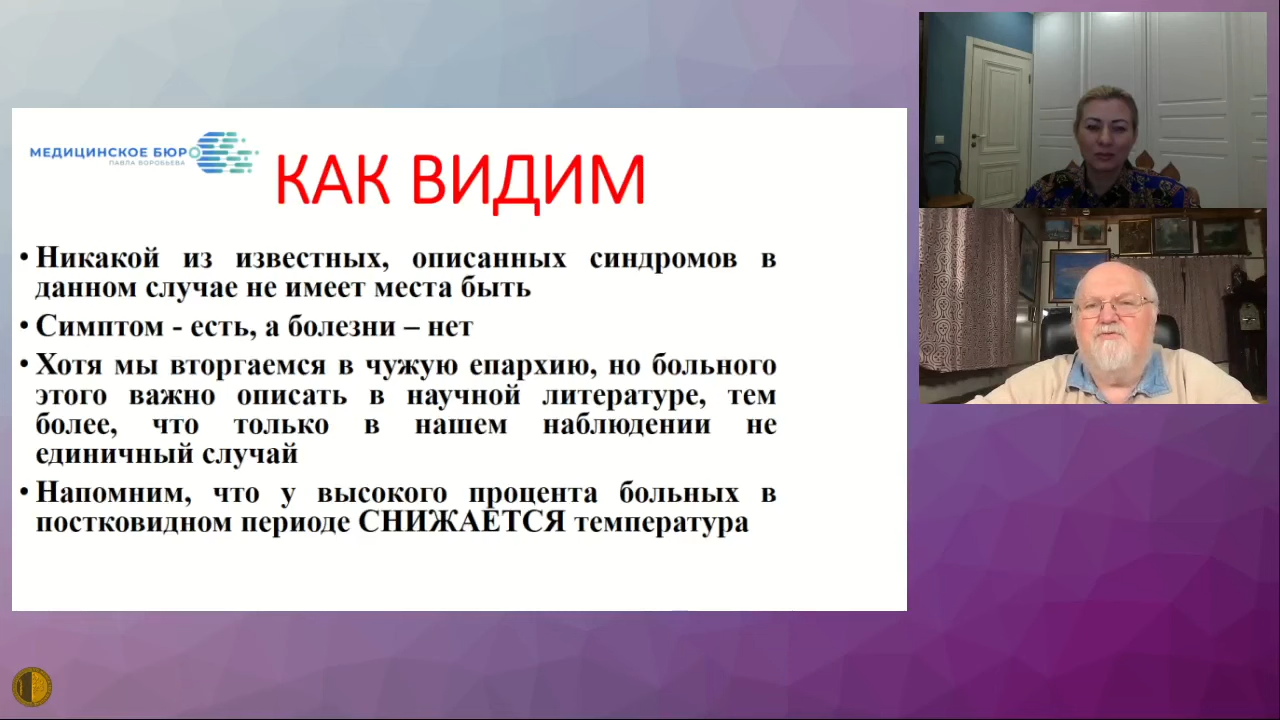 МЕДИЦИНСКОЕ БЮРО
ПАВЛА ВОРОБЬЕВА
КАК ВИДИМ
• Никакой из известных, описанных синдромов в
данном случае не имеет места быть
• Симптом - есть, а болезни – нет
• Хотя мы вторгаемся в чужую епархию, но больного
этого важно описать в научной литературе, тем
более, что только в нашем наблюдении не
единичный случай
• Напомним, что у высокого процента больных в
постковидном периоде СНИЖАЕТСЯ температура